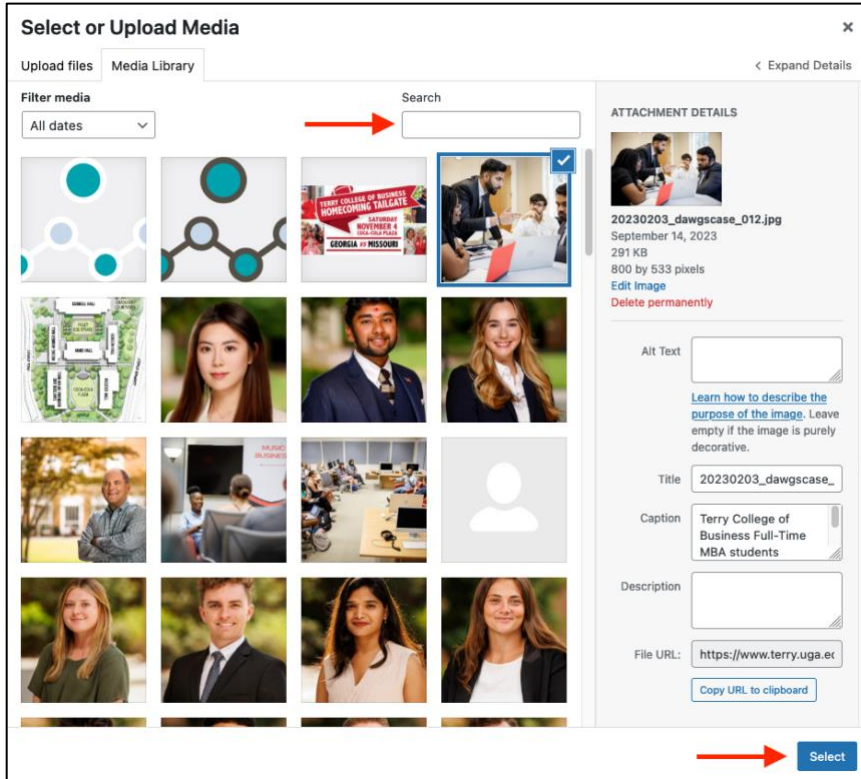 Select or Upload Media
×
Upload files
Media Library
< Expand Details
Filter media
Search
All dates
TERRY COLLEGE OF BUSINESS
HOMECOMING TAILGATE
SATURDAY
NOVEMBER 4
COCA-COLA PLAZA
GEORGIA VS MISSOURI
MUSIC
BUSINESS
ATTACHMENT DETAILS
20230203_dawgscase_012.jpg
September 14, 2023
291 KB
800 by 533 pixels
Edit Image
Delete permanently
Alt Text
Learn how to describe the
purpose of the image. Leave
empty if the image is purely
decorative.
Title
20230203_dawgscase_
Caption
Terry College of
Business Full-Time
MBA students
Description
File URL:
https://www.terry.uga.ec
Copy URL to clipboard
Select